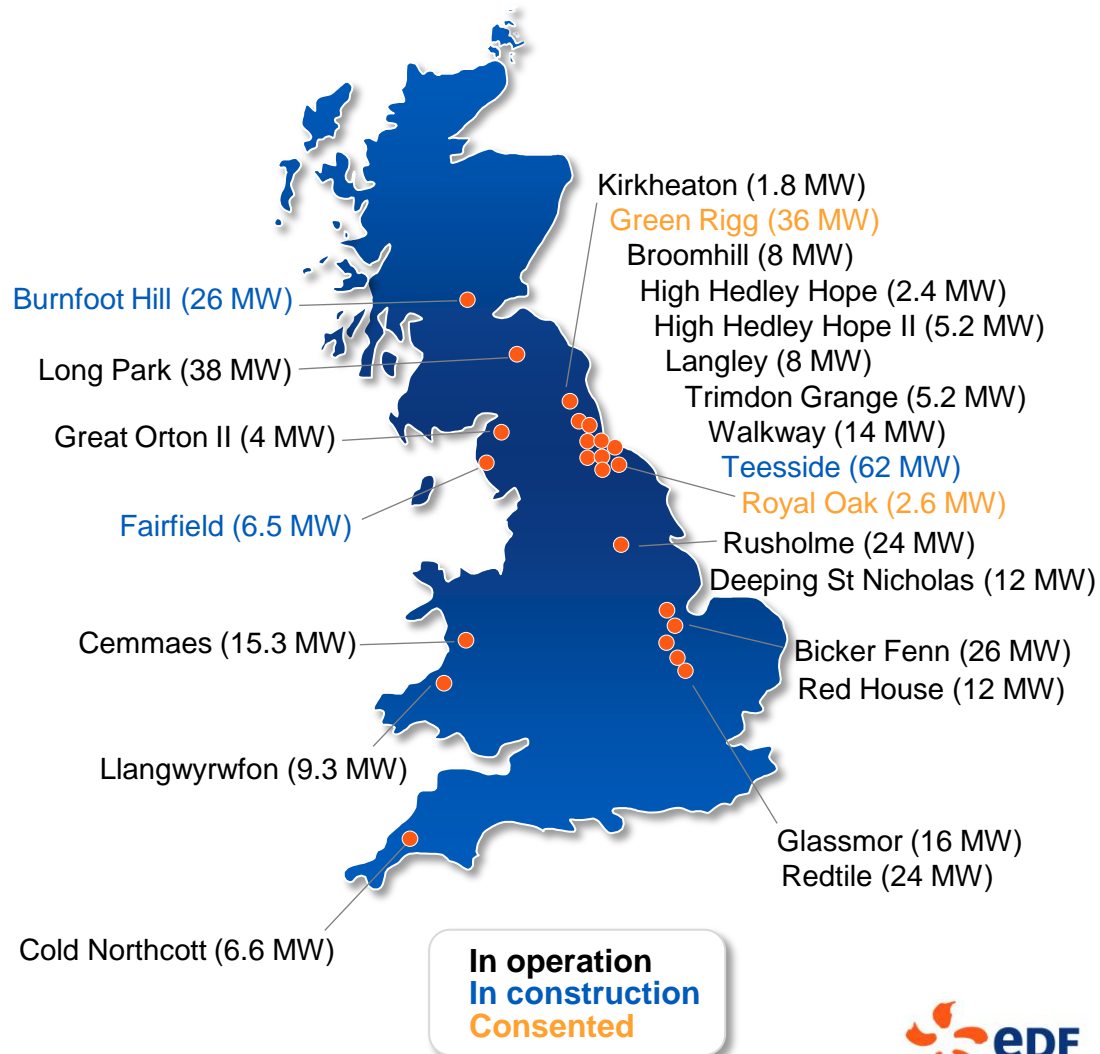 Kirkheaton (1.8 MW)
Green Rigg (36 MW)
Broomhill (8 MW)
High Hedley Hope (2.4 MW)
High Hedley Hope II (5.2 MW)
Langley (8 MW)
Trimdon Grange (5.2 MW)
Walkway (14 MW)
Teesside (62 MW)
Royal Oak (2.6 MW)
Rusholme (24 MW)
Deeping St Nicholas (12 MW)
Bicker Fenn (26 MW)
Red House (12 MW)
Glassmor (16 MW)
Redtile (24 MW)
Burnfoot Hill (26 MW)
Long Park (38 MW)
Great Orton II (4 MW)
Fairfield (6.5 MW)
Cemmaes (15.3 MW)
Llangwyrwfon (9.3 MW)
Cold Northcott (6.6 MW)
In operation
In construction
Consented
eDF